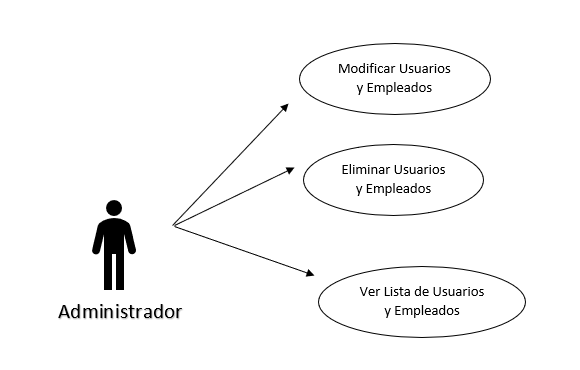 Modificar Usuarios
y Empleados
Eliminar Usuarios
y Empleados
Ver Lista de Usuarios
y Empleados
Administrador